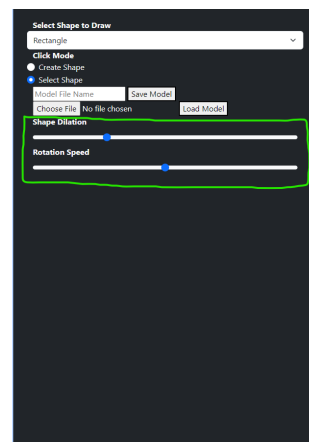 Select Shape to Draw
Rectangle
Click Mode
Create Shape
Select Shape
Model File Name Save Model
Choose File No file chosen Load Model
Shape Dilation
Rotation Speed